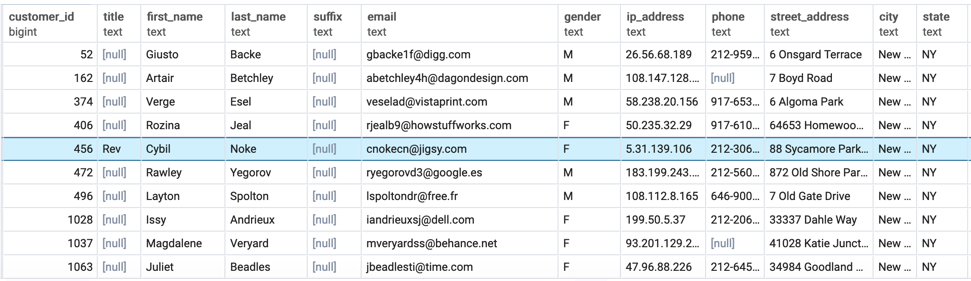 customer_id title first_name last_name suffix email gender ip_address phone street_address city state
bigint text text text text text text text text text text text
52 [null] Giusto Backe [null] gbacke1f@digg.com M 26.56.68.189 212-959... 6 Onsgard Terrace New ... NY
162 [null] Artair Betchley [null] abetchley4h@dagondesign.com M 108.147.128.... [null] 7 Boyd Road New ... NY
374 [null] Verge Esel [null] veselad@vistaprint.com M 58.238.20.156 917-653... 6 Algoma Park New ... NY
406 [null] Rozina Jeal [null] rjealb9@howstuffworks.com F 50.235.32.29 917-610... 64653 Homewoo... New ... NY
456 Rev Cybil Noke [null] cnokecn@jigsy.com F 5.31.139.106 212-306... 88 Sycamore Park... New ... NY
472 [null] Rawley Yegorov [null] ryegorovd3@google.es M 183.199.243.... 212-560... 872 Old Shore Par... New ... NY
496 [null] Layton Spolton [null] lspoltondr@free.fr M 108.112.8.165 646-900... 7 Old Gate Drive New ... NY
1028 [null] Issy Andrieux [null] iandrieuxsj@dell.com F 199.50.5.37 212-206... 33337 Dahle Way New ... NY
1037 [null] Magdalene Veryard [null] mveryardss@behance.net F 93.201.129.2... [null] 41028 Katie Junct... New ... NY
1063 [null] Juliet Beadles [null] jbeadlesti@time.com F 47.96.88.226 212-645... 34984 Goodland ... New ... NY